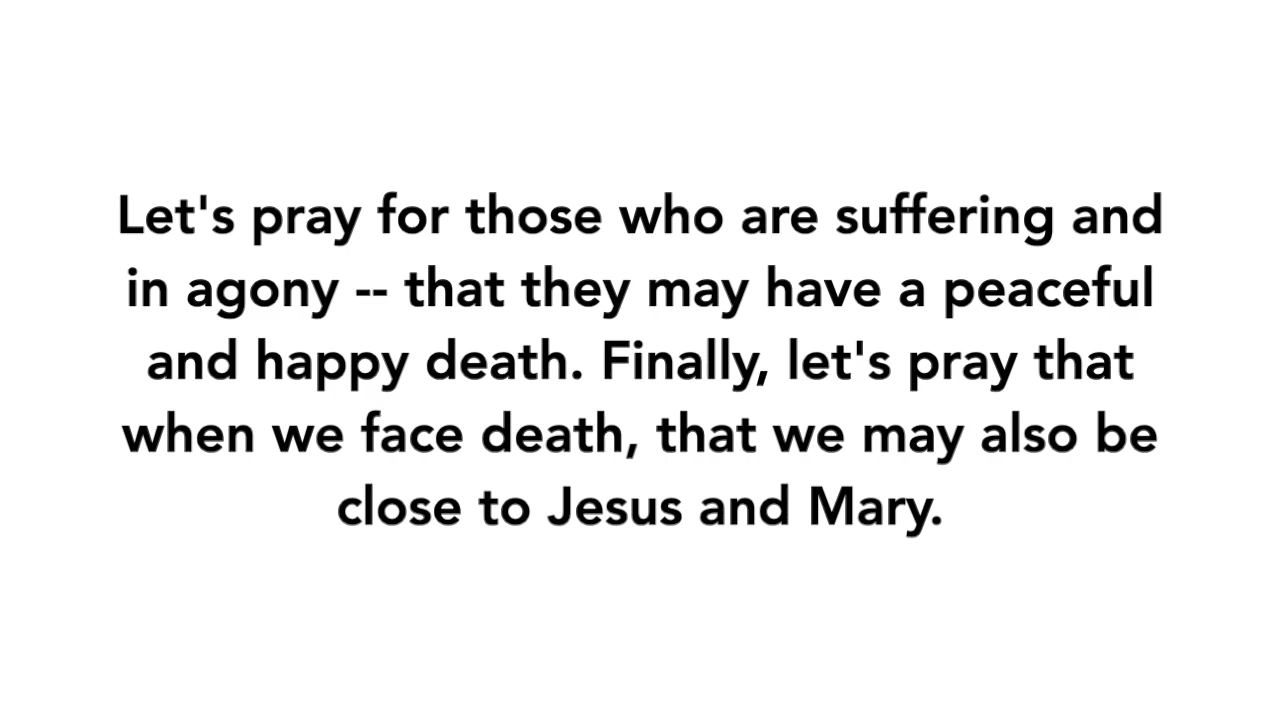 Let's pray for those who are suffering and
in agony -- that they may have a peaceful
and happy death. Finally, let's pray that
when we face death, that we may also be
close to Jesus and Mary.